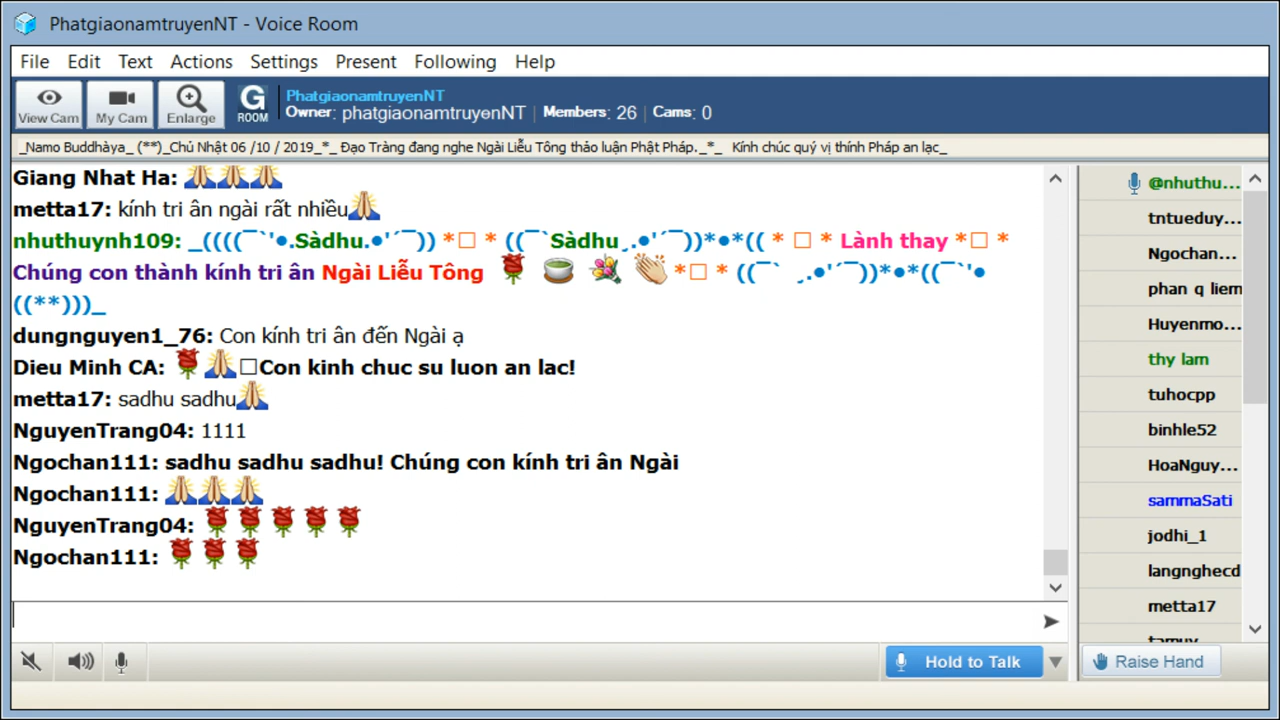 PhatgiaonamtruyenNT - Voice Room
File Edit Text Actions Settings Present Following Help
View Cam My Cam Enlarge G ROOM
PhatgiaonamtruyenNT
Owner: phatgiaonamtruyenNT | Members: 26 | Cams: 0
_Namo Buddhàya_ (**)_Chủ Nhật 06 /10 / 2019_*_ Đạo Tràng đang nghe Ngài Liễu Tông thảo luận Phật Pháp._*_ Kính chúc quý vị thính Pháp an lạc_
Giang Nhat Ha: 🙏🙏🙏
metta17: kính tri ân ngài rất nhiều🙏
nhuthuynh109: _((((¯`'•.Sàdhu.•'´¯)) *□ * ((¯`Sàdhu¸.•'´¯))*•*(( * □ * Lành thay *□ *
Chúng con thành kính tri ân Ngài Liễu Tông 🌹 🍵 💐 👏 *□ * ((¯` ¸.•'´¯))*•*((¯`'•
((**)))_
dungnguyen1_76: Con kính tri ân đến Ngài ạ
Dieu Minh CA: 🌹🙏□Con kinh chuc su luon an lac!
metta17: sadhu sadhu🙏
NguyenTrang04: 1111
Ngochan111: sadhu sadhu sadhu! Chúng con kính tri ân Ngài
Ngochan111: 🙏🙏🙏
NguyenTrang04: 🌹🌹🌹🌹🌹
Ngochan111: 🌹🌹🌹
@nhuthu...
tntueduy...
Ngochan...
phan q liem
Huyenmo...
thy lam
tuhocpp
binhle52
HoaNguy...
sammaSati
jodhi_1
langnghecd
metta17
Hold to Talk
Raise Hand